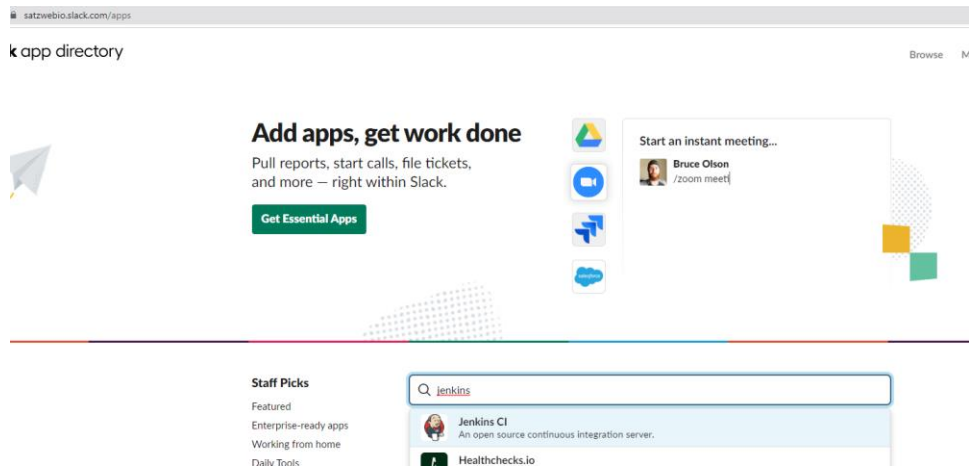 satzwebio.slack.com/apps
k app directory
Browse
M
Add apps, get work done
Pull reports, start calls, file tickets,
and more — right within Slack.
Get Essential Apps
Start an instant meeting...
Bruce Olson
/zoom meeti
salesforce
Staff Picks
Featured
Enterprise-ready apps
Working from home
Daily Tools
jenkins
Jenkins CI
An open source continuous integration server.
Healthchecks.io